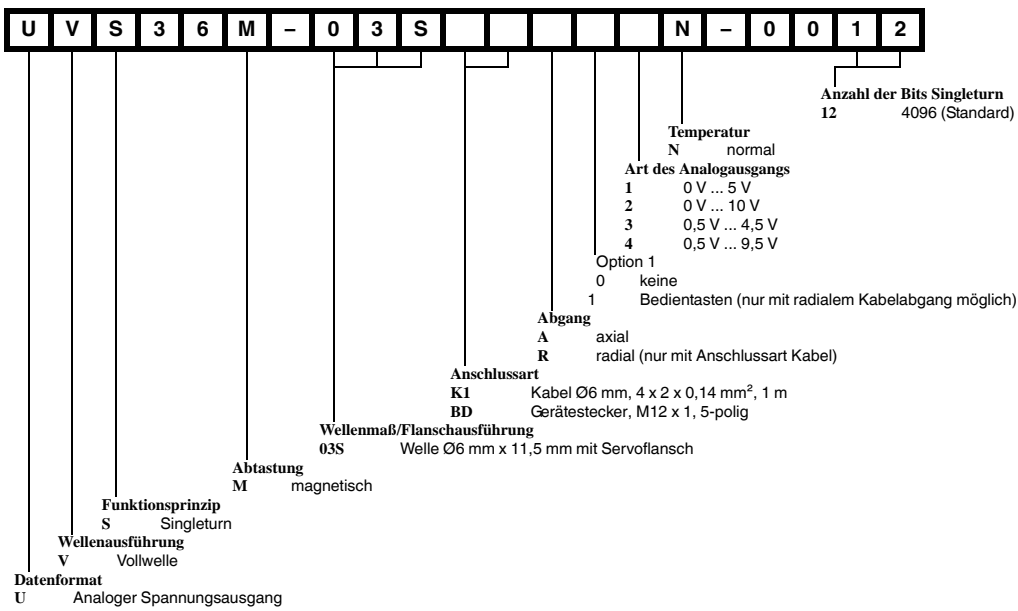 U V S 3 6 M – 0 3 S N – 0 0 1 2
Anzahl der Bits Singleturn
12 4096 (Standard)
Temperatur
N normal
Art des Analogausgangs
1 0 V ... 5 V
2 0 V ... 10 V
3 0,5 V ... 4,5 V
4 0,5 V ... 9,5 V
Option 1
0 keine
1 Bedientasten (nur mit radialem Kabelabgang möglich)
Abgang
A axial
R radial (nur mit Anschlussart Kabel)
Anschlussart
K1 Kabel Ø6 mm, 4 x 2 x 0,14 mm², 1 m
BD Gerätestecker, M12 x 1, 5-polig
Wellenmaß/Flanschausführung
03S Welle Ø6 mm x 11,5 mm mit Servoflansch
Abtastung
M magnetisch
Funktionsprinzip
S Singleturn
Wellenausführung
V Vollwelle
Datenformat
U Analoger Spannungsausgang